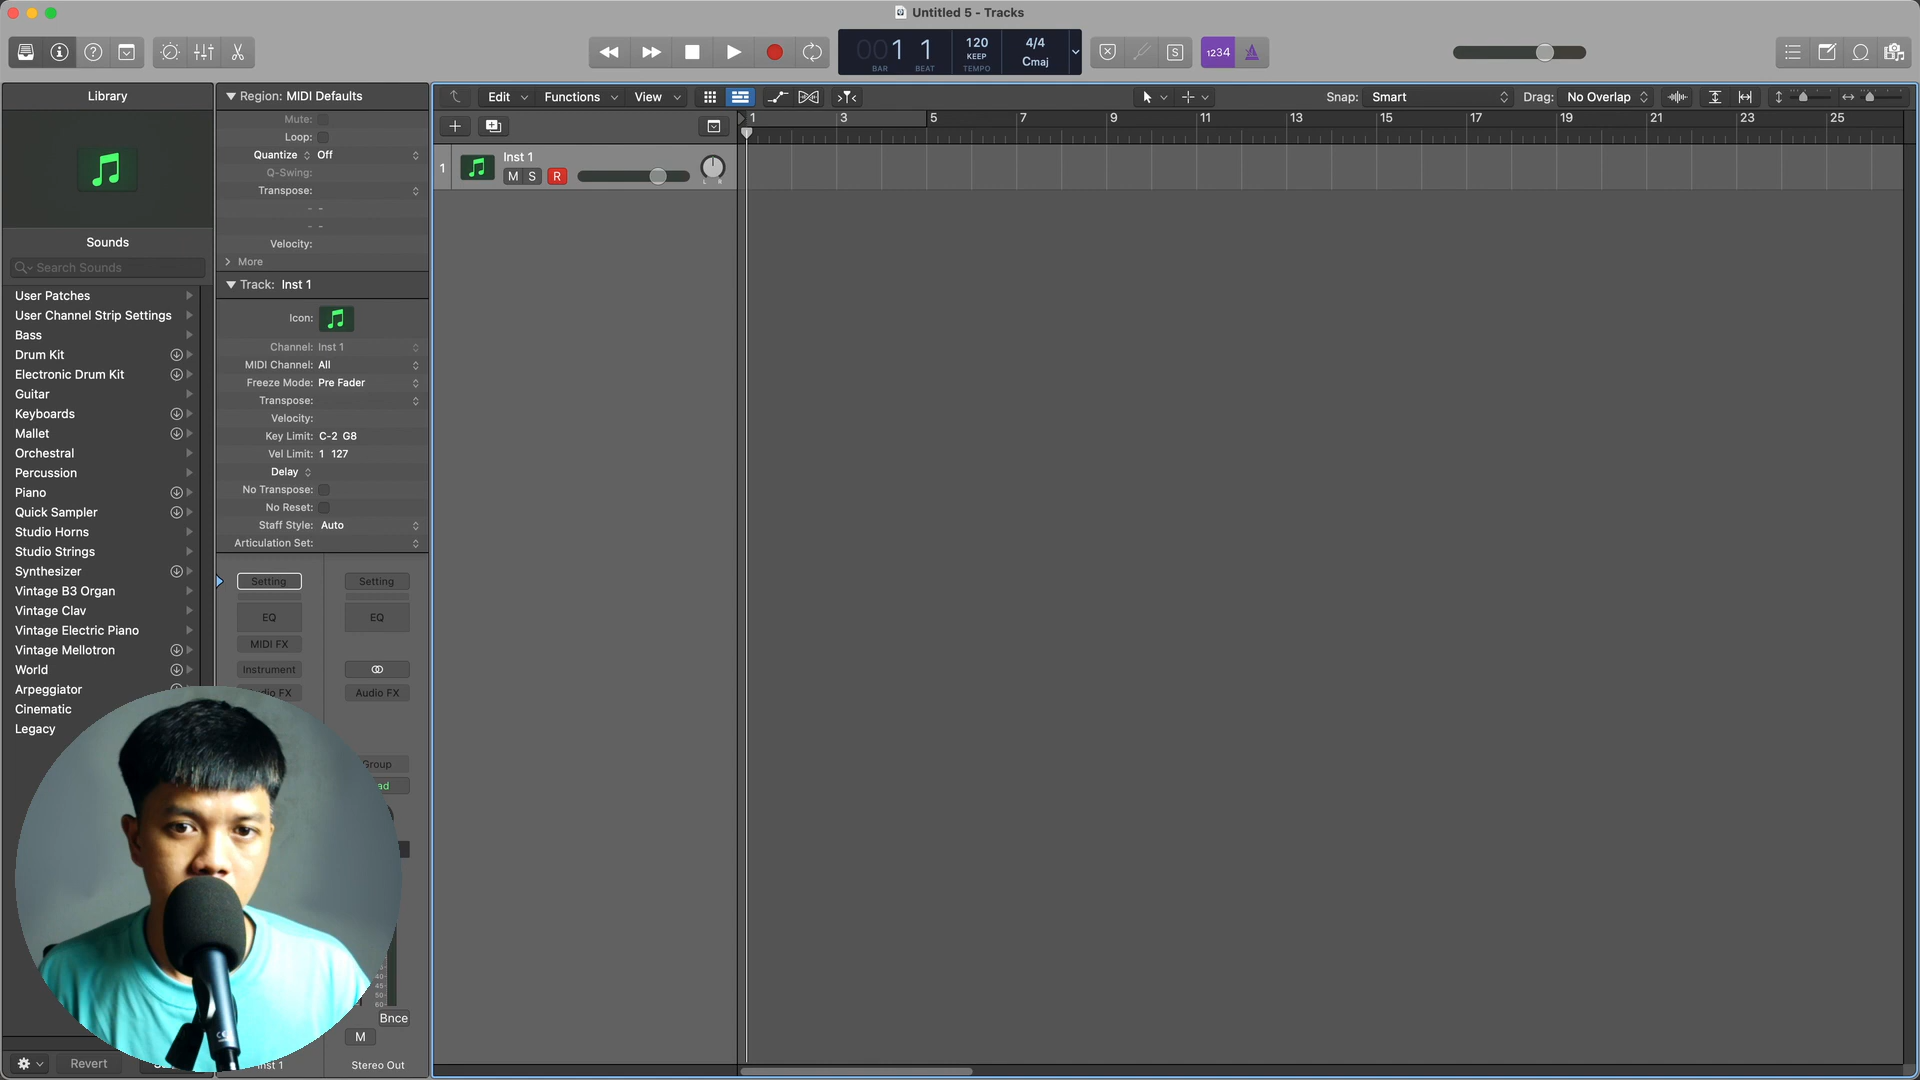 Untitled 5 - Tracks
001 1
BAR BEAT
120
KEEP
TEMPO
4/4
Cmaj
S
1234
Library
Region: MIDI Defaults
Edit
Functions
View
Snap: Smart
Drag: No Overlap
Mute:
Loop:
Quantize Off
Q-Swing:
Transpose:
- -
- -
Velocity:
More
1 3 5 7 9 11 13 15 17 19 21 23 25
1
Inst 1
M S R
L R
Sounds
Search Sounds
User Patches
User Channel Strip Settings
Bass
Drum Kit
Electronic Drum Kit
Guitar
Keyboards
Mallet
Orchestral
Percussion
Piano
Quick Sampler
Studio Horns
Studio Strings
Synthesizer
Vintage B3 Organ
Vintage Clav
Vintage Electric Piano
Vintage Mellotron
World
Arpeggiator
Cinematic
Legacy
Track: Inst 1
Icon:
Channel: Inst 1
MIDI Channel: All
Freeze Mode: Pre Fader
Transpose:
Velocity:
Key Limit: C-2 G8
Vel Limit: 1 127
Delay
No Transpose:
No Reset:
Staff Style: Auto
Articulation Set:
Setting Setting
EQ EQ
MIDI FX
Instrument
Audio FX
Group
40
45
50
60
Bnce
M
Revert
Inst 1
Stereo Out